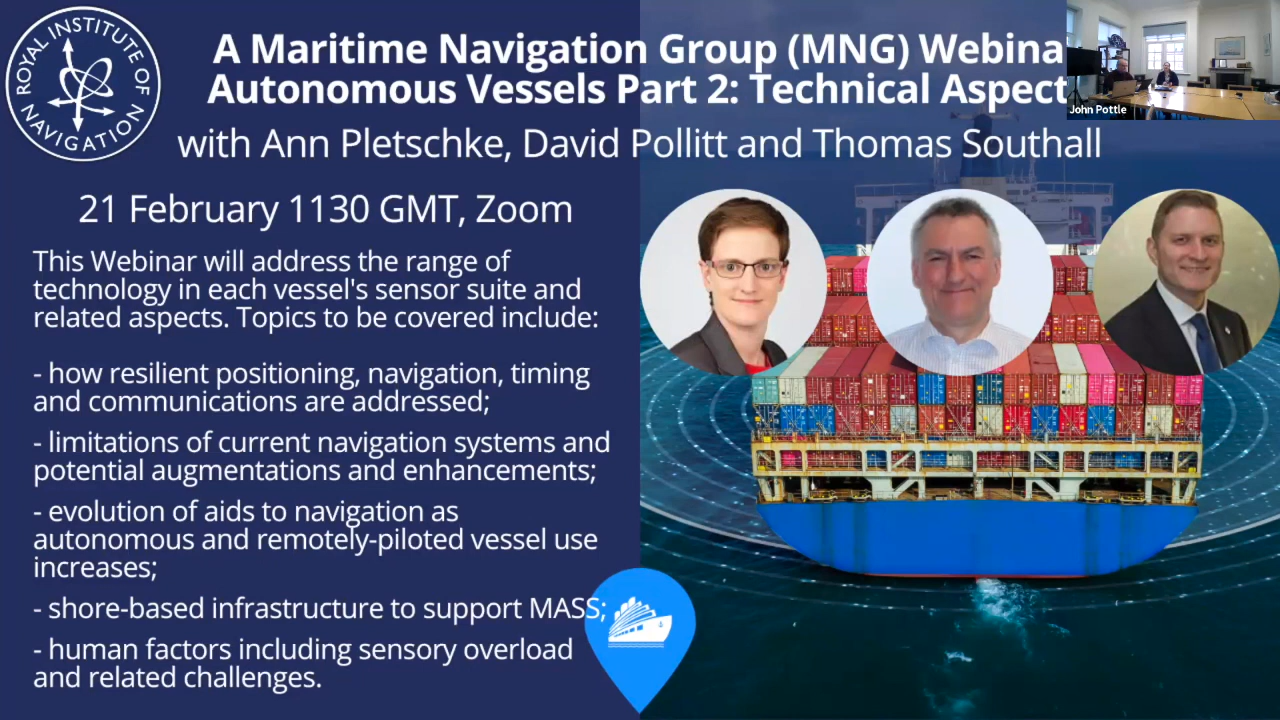 ROYAL INSTITUTE OF NAVIGATION
A Maritime Navigation Group (MNG) Webina
Autonomous Vessels Part 2: Technical Aspect
John Pottle
with Ann Pletschke, David Pollitt and Thomas Southall
21 February 1130 GMT, Zoom
This Webinar will address the range of
technology in each vessel's sensor suite and
related aspects. Topics to be covered include:
- how resilient positioning, navigation, timing
and communications are addressed;
- limitations of current navigation systems and
potential augmentations and enhancements;
- evolution of aids to navigation as
autonomous and remotely-piloted vessel use
increases;
- shore-based infrastructure to support MASS;
- human factors including sensory overload
and related challenges.